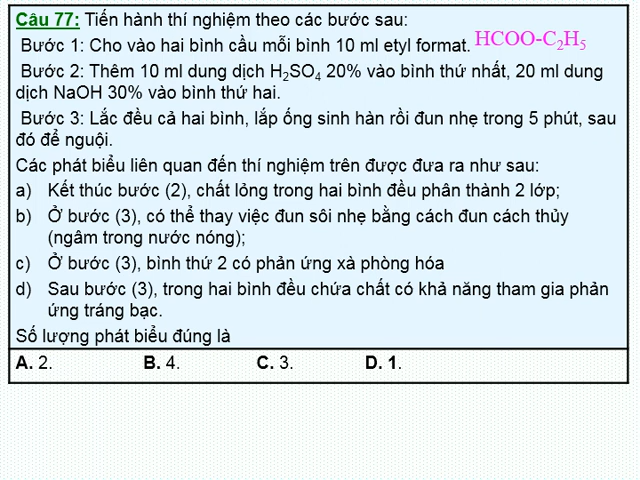 Câu 77: Tiến hành thí nghiệm theo các bước sau:
Bước 1: Cho vào hai bình cầu mỗi bình 10 ml etyl format. HCOO-C₂H₅
Bước 2: Thêm 10 ml dung dịch H₂SO₄ 20% vào bình thứ nhất, 20 ml dung
dịch NaOH 30% vào bình thứ hai.
Bước 3: Lắc đều cả hai bình, lắp ống sinh hàn rồi đun nhẹ trong 5 phút, sau
đó để nguội.
Các phát biểu liên quan đến thí nghiệm trên được đưa ra như sau:
a) Kết thúc bước (2), chất lỏng trong hai bình đều phân thành 2 lớp;
b) Ở bước (3), có thể thay việc đun sôi nhẹ bằng cách đun cách thủy
(ngâm trong nước nóng);
c) Ở bước (3), bình thứ 2 có phản ứng xà phòng hóa
d) Sau bước (3), trong hai bình đều chứa chất có khả năng tham gia phản
ứng tráng bạc.
Số lượng phát biểu đúng là
A. 2. B. 4. C. 3. D. 1.